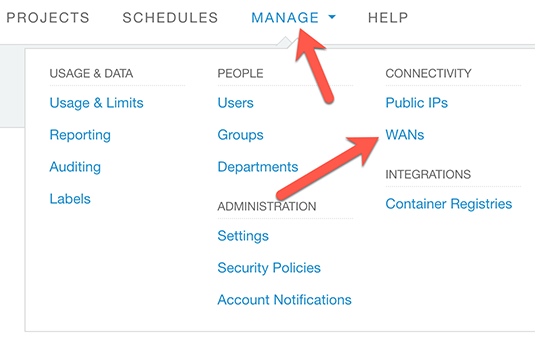 PROJECTS SCHEDULES MANAGE HELP
USAGE & DATA
Usage & Limits
Reporting
Auditing
Labels
PEOPLE
Users
Groups
Departments
ADMINISTRATION
Settings
Security Policies
Account Notifications
CONNECTIVITY
Public IPs
WANs
INTEGRATIONS
Container Registries